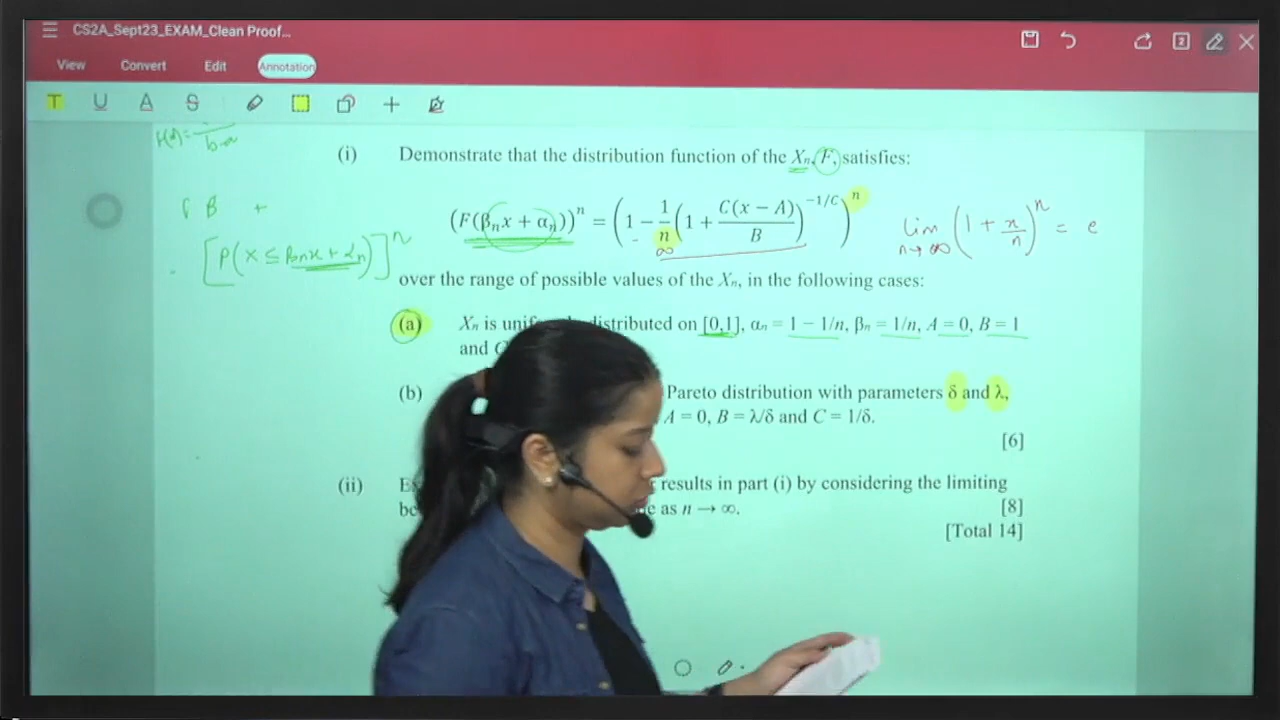 CS2A_Sept23_EXAM_Clean Proof...
View Convert Edit Annotation
(i) Demonstrate that the distribution function of the Xₙ, F, satisfies:
(F(βₙx + αₙ))ⁿ = (1 − 1/n (1 + C(x − A)/B)^(−1/C))ⁿ
lim n→∞ (1 + x/n)ⁿ = e
[P(x ≤ βₙx + αₙ)]ⁿ
over the range of possible values of the Xₙ, in the following cases:
(a) Xₙ is distributed on [0,1], αₙ = 1 − 1/n, βₙ = 1/n, A = 0, B = 1
and
(b) Pareto distribution with parameters δ and λ,
A = 0, B = λ/δ and C = 1/δ.
[6]
(ii) results in part (i) by considering the limiting
as n → ∞. [8]
[Total 14]